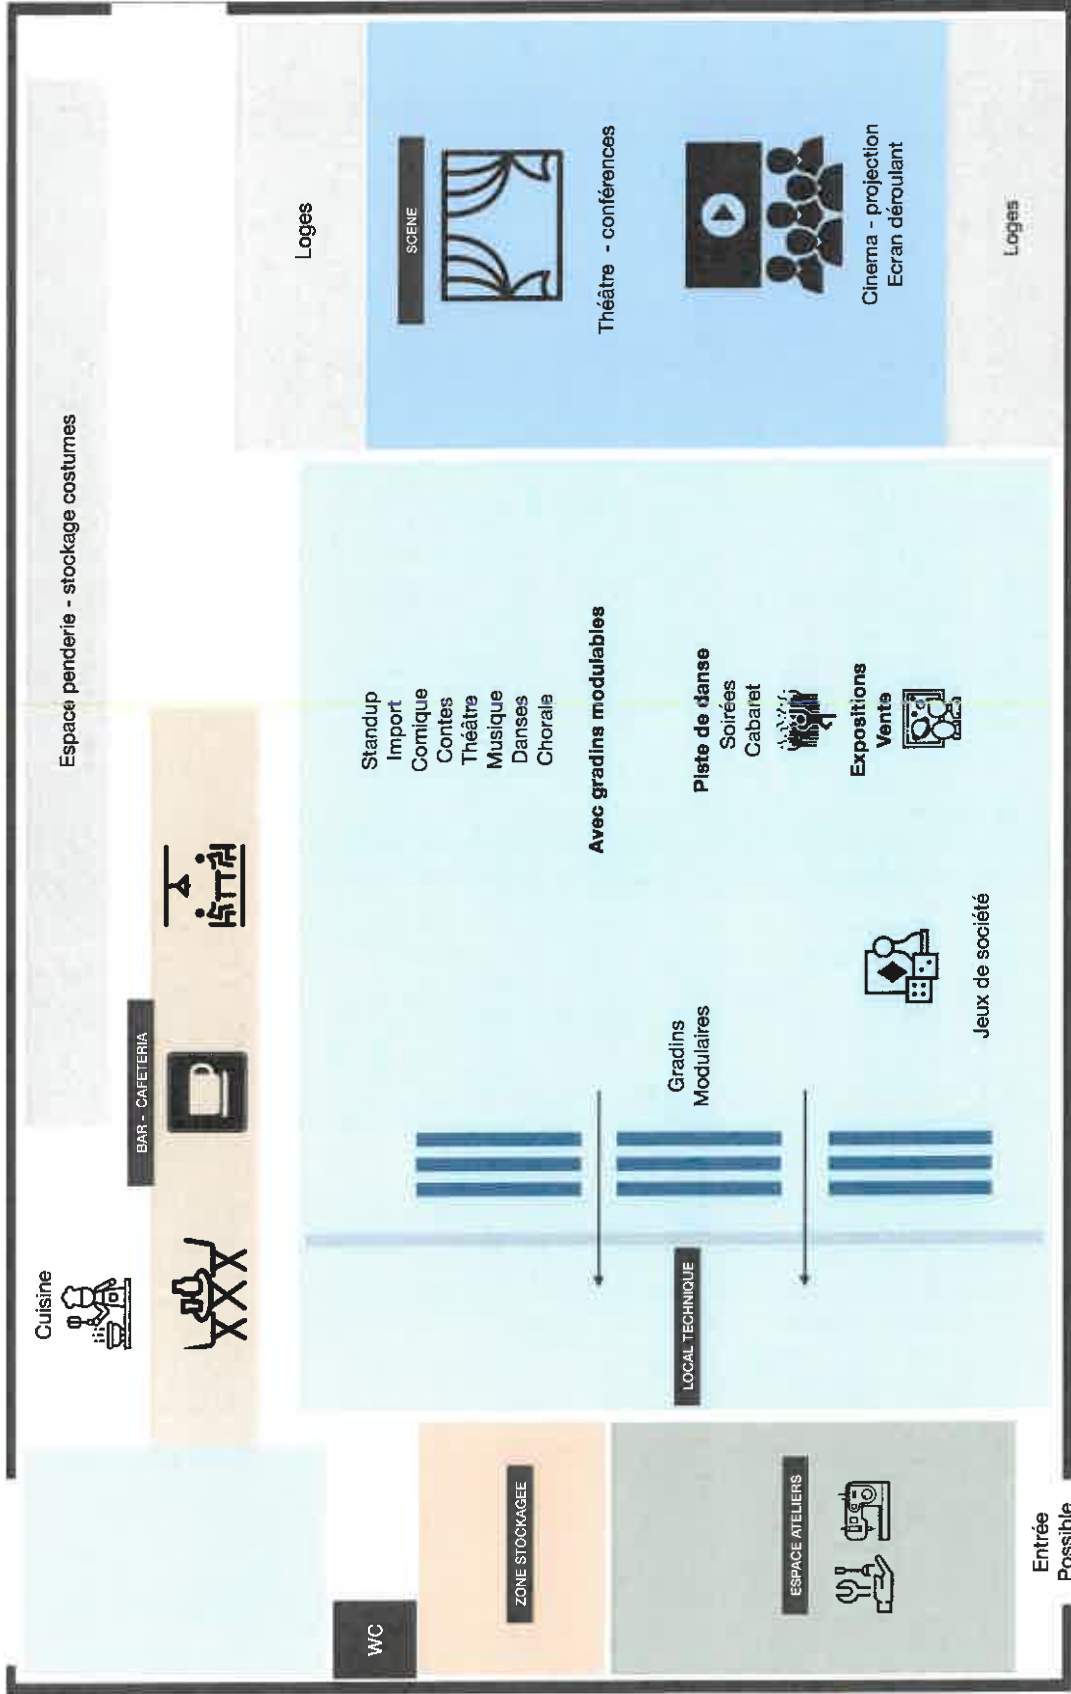 Cuisine
Espace penderie - stockage costumes
BAR - CAFETERIA
Loges
WC
Standup
Import
Comique
Contes
Théâtre
Musique
Danses
Chorale
SCENE
ZONE STOCKAGEE
Avec gradins modulables
Théâtre - conférences
LOCAL TECHNIQUE
Gradins
Modulaires
Piste de danse
Soirées
Cabaret
ESPACE ATELIERS
Expositions
Vente
Cinema - projection
Ecran déroulant
Jeux de société
Loges
Entrée
Possible